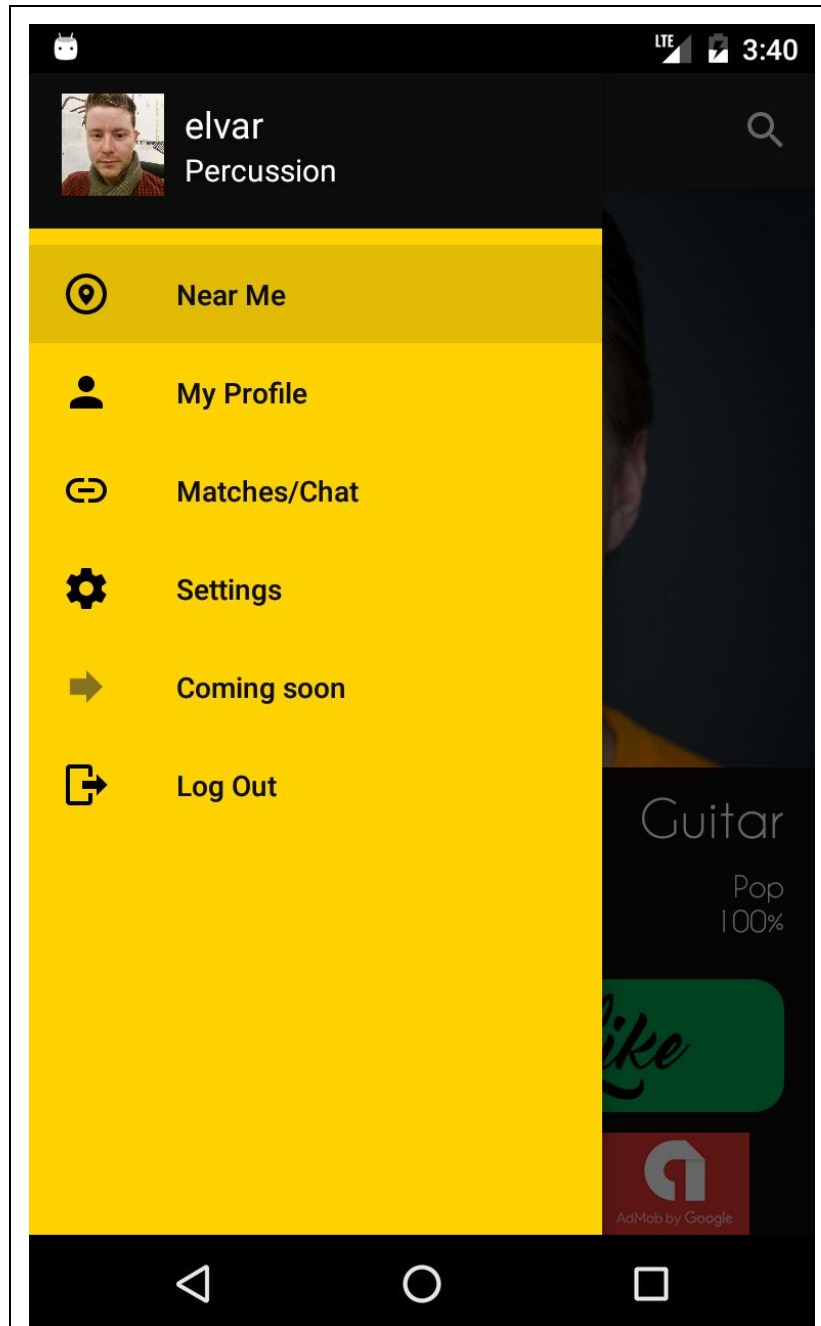 LTE 3:40
elvar
Percussion
Near Me
My Profile
Matches/Chat
Settings
Coming soon
Log Out
Guitar
Pop
100%
AdMob by Google